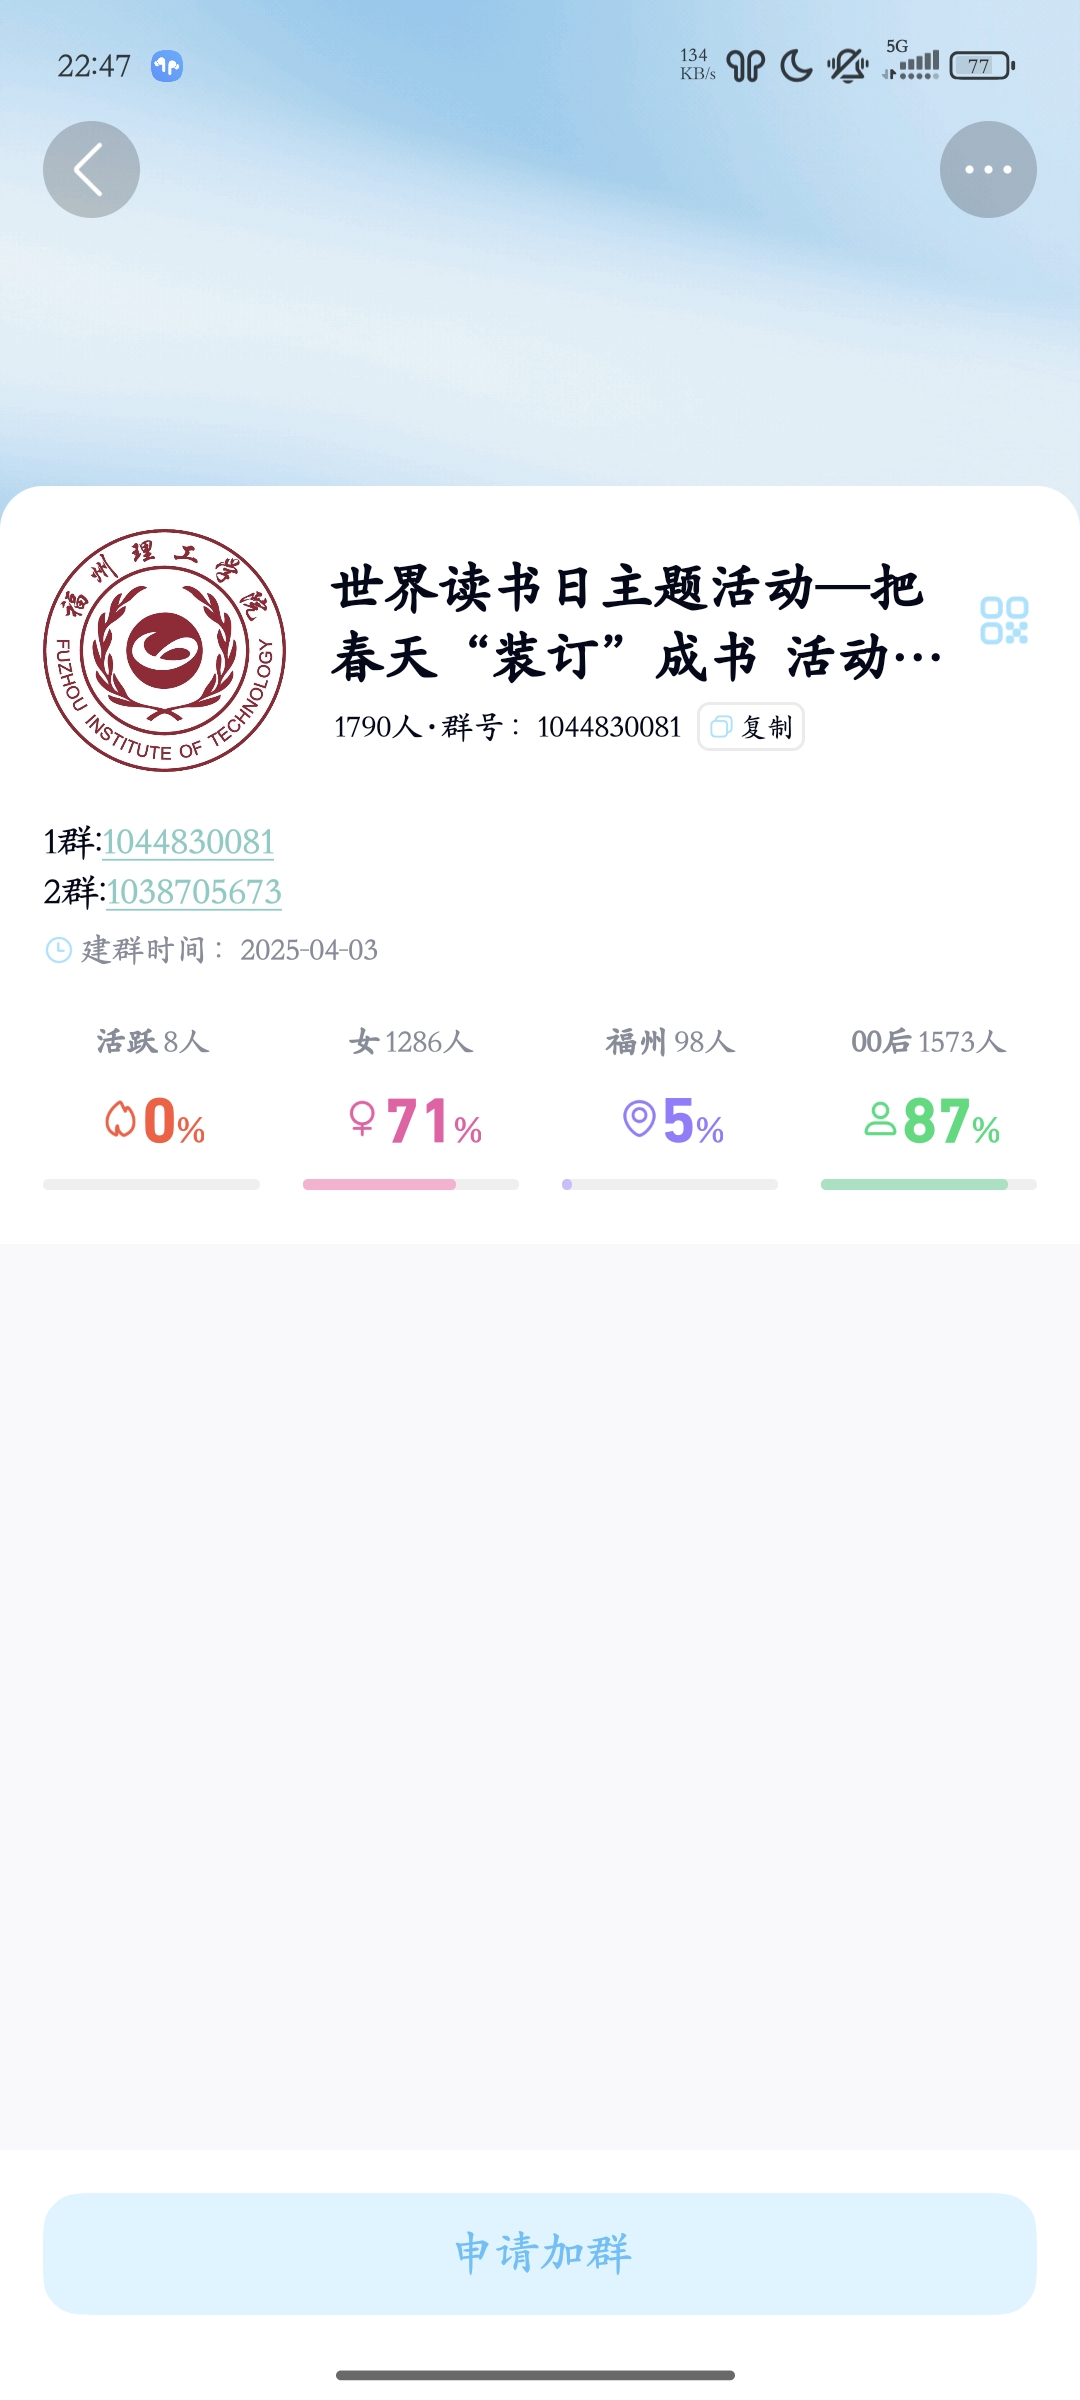 22:47
134
KB/s
5G
77
福州理工学院
FUZHOU INSTITUTE OF TECHNOLOGY
世界读书日主题活动—把
春天“装订”成书 活动…
1790人·群号：1044830081
复制
1群:1044830081
2群:1038705673
建群时间：2025-04-03
活跃 8人
女 1286人
福州 98人
00后 1573人
0%
71%
5%
87%
申请加群